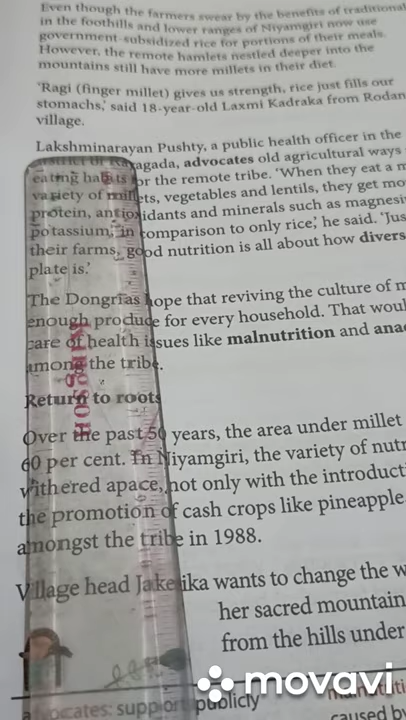 Even though the farmers swear by the benefits of traditional
in the foothills and lower ranges of Niyamgiri now use
government-subsidized rice for portions of their meals.
However, the remote hamlets nestled deeper into the
mountains still have more millets in their diet.
'Ragi (finger millet) gives us strength, rice just fills our
stomachs,' said 18-year-old Laxmi Kadraka from Rodan
village.
Lakshminarayan Pushty, a public health officer in the
district of Rayagada, advocates old agricultural ways
eating habits for the remote tribe. 'When they eat a
variety of millets, vegetables and lentils, they get
protein, antioxidants and minerals such as
potassium, in comparison to only rice,' he said.
their farms, good nutrition is all about how
plate is.'
The Dongrias hope that reviving the culture of
enough produce for every household. That
care of health issues like malnutrition and
among the tribe.
Return to roots
Over the past 50 years, the area under millet
60 per cent. In Niyamgiri, the variety of
withered apace, not only with the
the promotion of cash crops like pineapple
amongst the tribe in 1988.
Village head Jakesika wants to change the
her sacred mountain
from the hills under
advocates: support publicly
caused by
movavi